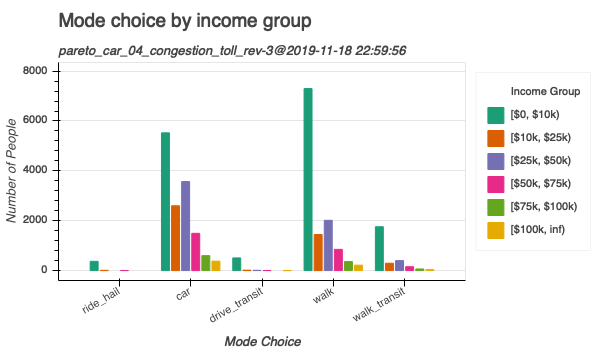 Mode choice by income group
pareto_car_04_congestion_toll_rev-3@2019-11-18 22:59:56
8000
6000
4000
2000
0
Number of People
ride_hail
car
drive_transit
walk
walk_transit
Mode Choice
Income Group
[$0, $10k)
[$10k, $25k)
[$25k, $50k)
[$50k, $75k)
[$75k, $100k)
[$100k, inf)